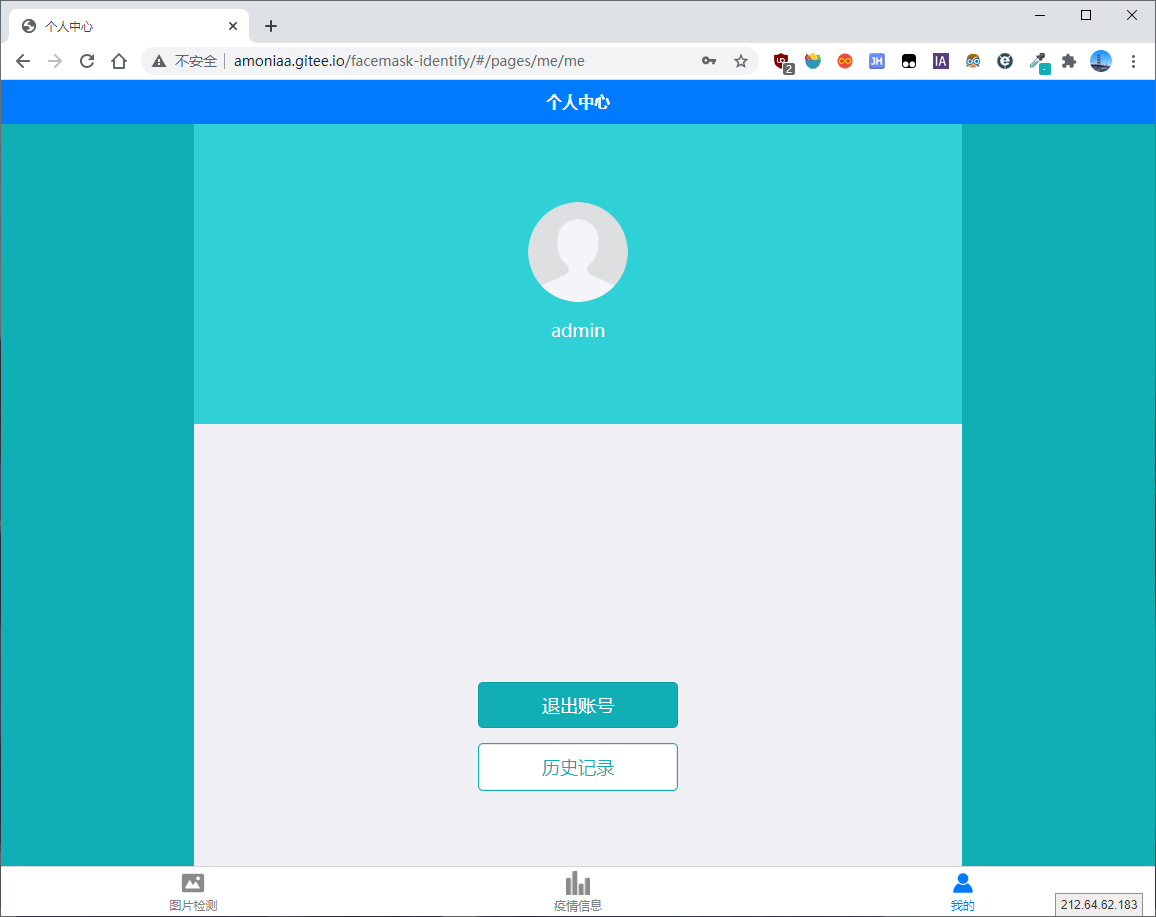 个人中心
不安全 amoniaa.gitee.io/facemask-identify/#/pages/me/me
2
JH
IA
个人中心
admin
退出账号
历史记录
图片检测
疫情信息
我的
212.64.62.183